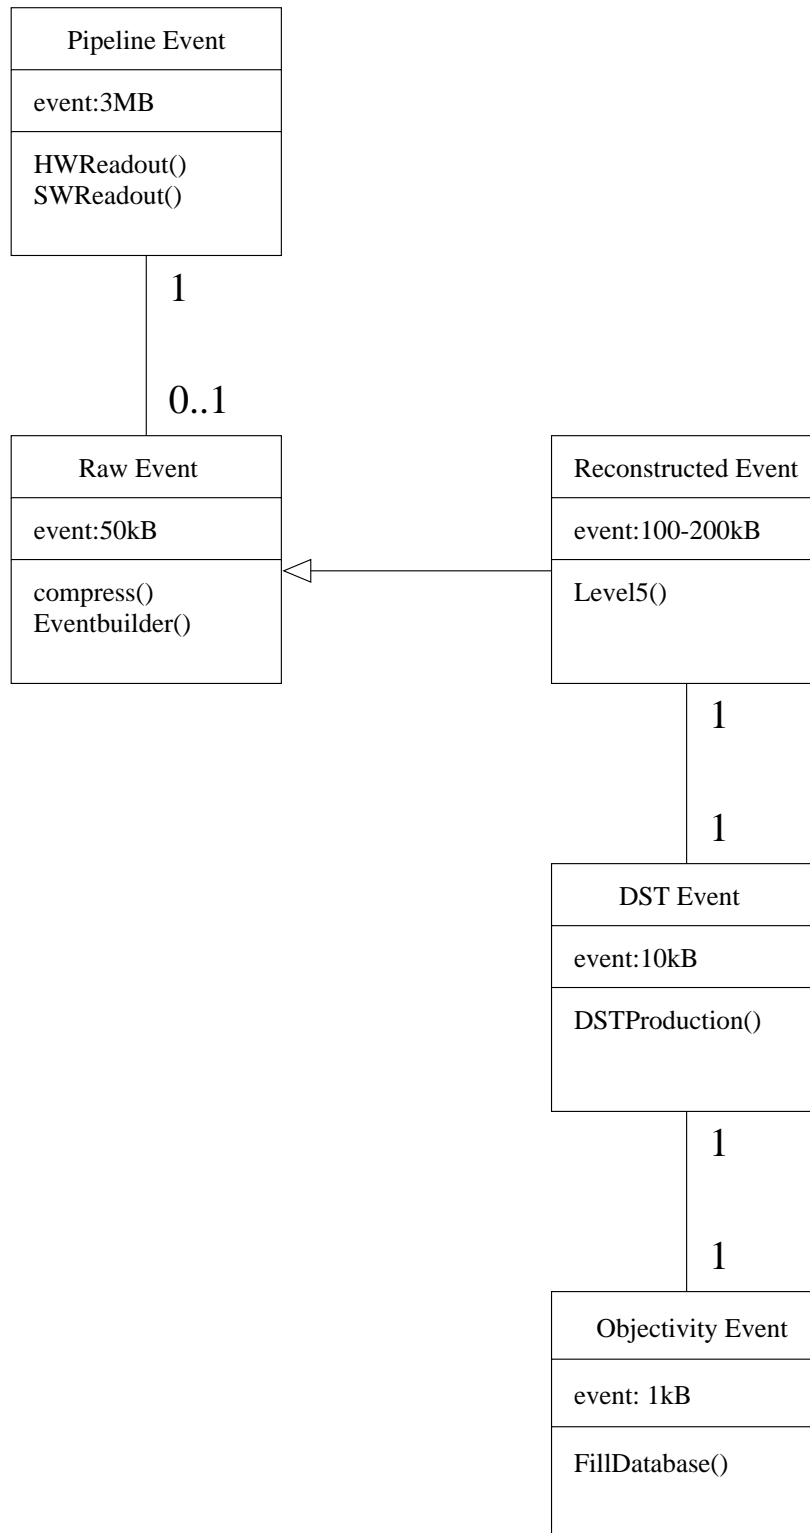 Pipeline Event
event:3MB
HWReadout()
SWReadout()
1
0..1
Raw Event
event:50kB
compress()
Eventbuilder()
Reconstructed Event
event:100-200kB
Level5()
1
1
DST Event
event:10kB
DSTProduction()
1
1
Objectivity Event
event: 1kB
FillDatabase()